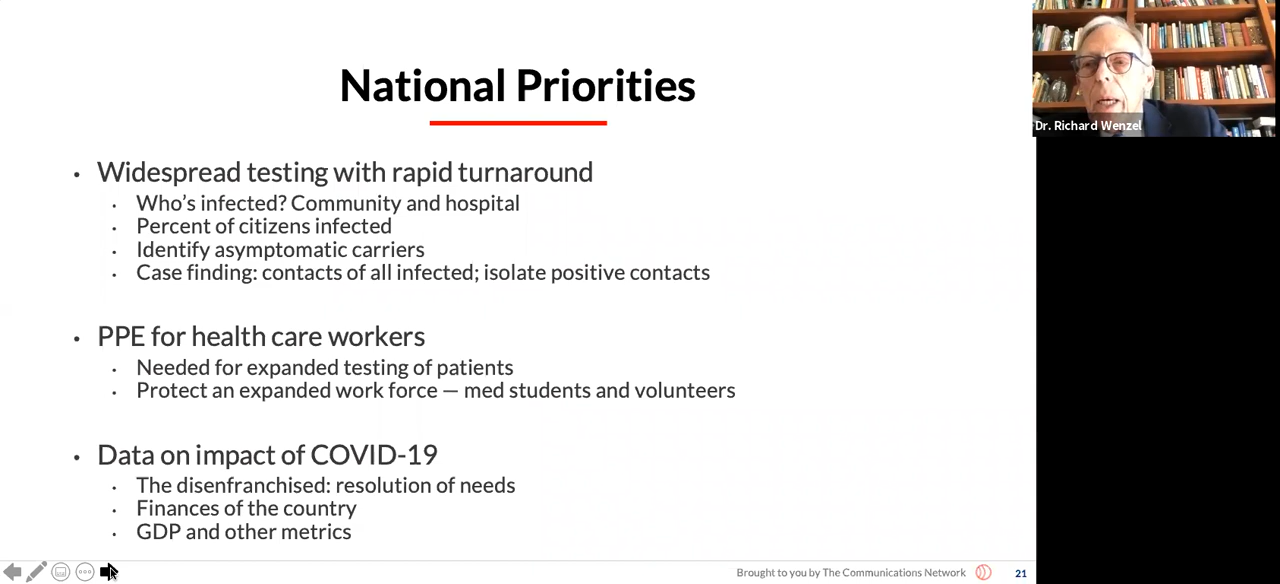 National Priorities
Dr. Richard Wenzel
• Widespread testing with rapid turnaround
• Who’s infected? Community and hospital
• Percent of citizens infected
• Identify asymptomatic carriers
• Case finding: contacts of all infected; isolate positive contacts
• PPE for health care workers
• Needed for expanded testing of patients
• Protect an expanded work force — med students and volunteers
• Data on impact of COVID-19
• The disenfranchised: resolution of needs
• Finances of the country
• GDP and other metrics
Brought to you by The Communications Network 21